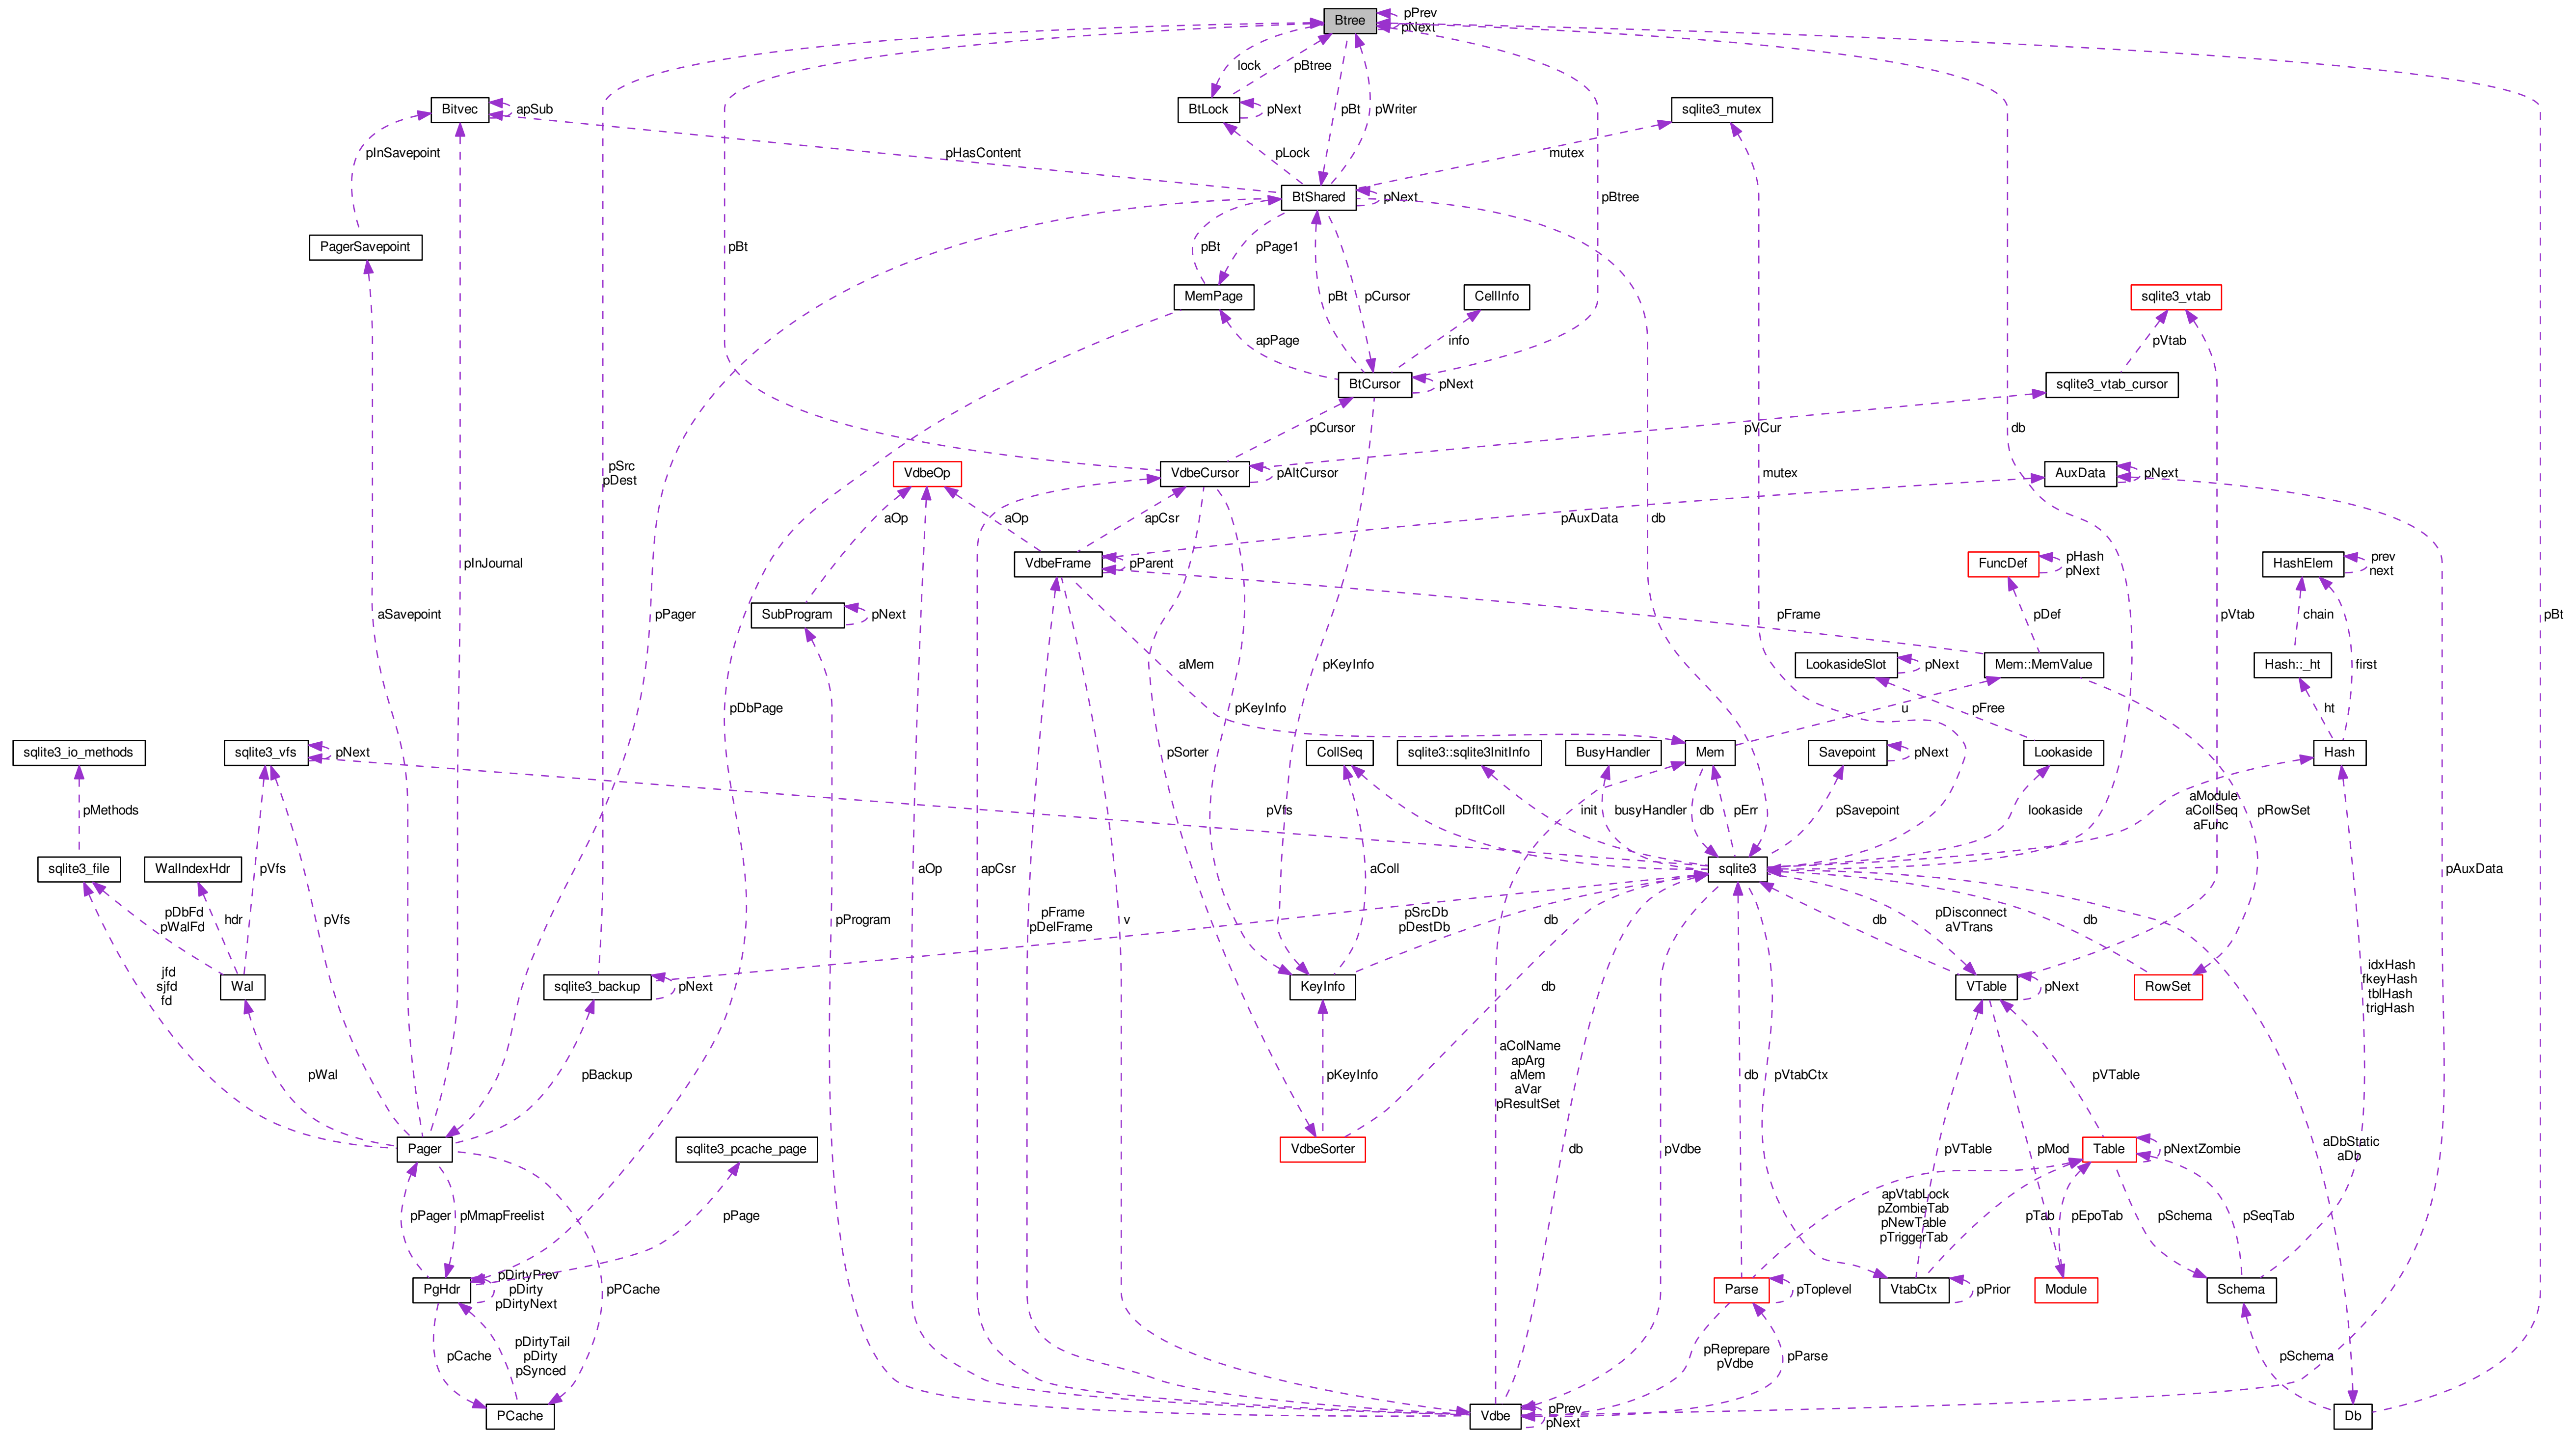 Btree
pPrev
pNext
lock
pBtree
pBt
pWriter
Bitvec
apSub
BtLock
pNext
sqlite3_mutex
pInSavepoint
pHasContent
pLock
mutex
BtShared
pNext
PagerSavepoint
pBt
pBt
pPage1
pBtree
MemPage
CellInfo
sqlite3_vtab
pBt
pCursor
apPage
info
pVtab
BtCursor
pNext
sqlite3_vtab_cursor
pCursor
pVCur
db
pSrc
pDest
VdbeOp
VdbeCursor
pAltCursor
mutex
AuxData
pNext
aOp
aOp
apCsr
pAuxData
db
pInJournal
VdbeFrame
pParent
FuncDef
pHash
pNext
HashElem
prev
next
aSavepoint
pPager
SubProgram
pNext
pFrame
pDef
pVtab
chain
pBt
aMem
pKeyInfo
LookasideSlot
pNext
Mem::MemValue
Hash::_ht
first
pDbPage
pKeyInfo
u
pFree
ht
sqlite3_io_methods
sqlite3_vfs
pNext
pSorter
CollSeq
sqlite3::sqlite3InitInfo
BusyHandler
Mem
Savepoint
pNext
Lookaside
Hash
pMethods
pVfs
pDfltColl
init
busyHandler
db
pErr
pSavepoint
lookaside
aModule
aCollSeq
aFunc
pRowSet
sqlite3_file
WalIndexHdr
pVfs
aOp
apCsr
aColl
sqlite3
pAuxData
pDbFd
pWalFd
hdr
pVfs
pProgram
pFrame
pDelFrame
v
pSrcDb
pDestDb
db
db
pDisconnect
aVTrans
db
jfd
sjfd
fd
Wal
sqlite3_backup
pNext
KeyInfo
db
VTable
pNext
RowSet
idxHash
fkeyHash
tblHash
trigHash
pWal
pBackup
pKeyInfo
aColName
apArg
aMem
aVar
pResultSet
db
pVtabCtx
pVTable
Pager
sqlite3_pcache_page
VdbeSorter
db
pVdbe
pVTable
pMod
Table
pNextZombie
aDbStatic
aDb
pPager
pMmapFreelist
pPage
apVtabLock
pZombieTab
pNewTable
pTriggerTab
pTab
pEpoTab
pSchema
pSeqTab
PgHdr
pDirtyPrev
pDirty
pDirtyNext
pPCache
Parse
pToplevel
VtabCtx
pPrior
Module
Schema
pCache
pDirtyTail
pDirty
pSynced
pReprepare
pVdbe
pParse
pSchema
PCache
Vdbe
pPrev
pNext
Db